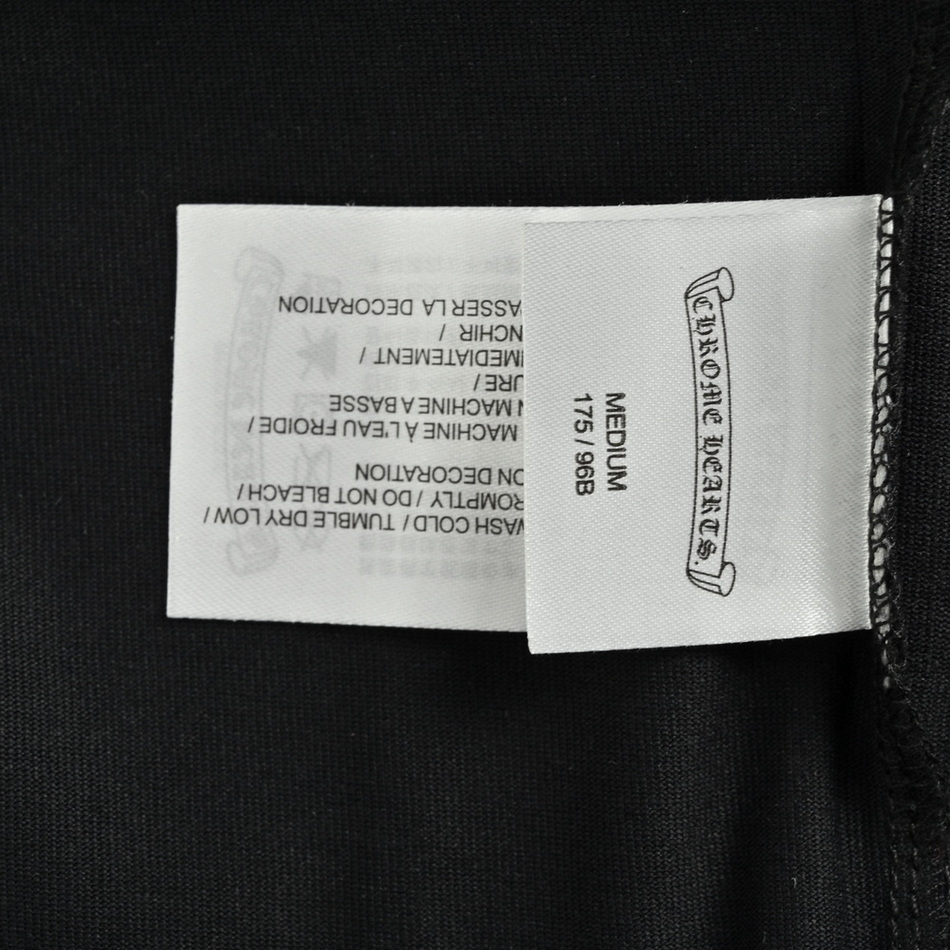 CHROME HEARTS.
MEDIUM
175 / 96B
WASH COLD / TUMBLE DRY LOW /
ROMPTLY / DO NOT BLEACH /
ON DECORATION
MACHINE À L'EAU FROIDE /
N MACHINE A BASSE
URE /
MEDIATEMENT /
NCHIR /
ASSER LA DECORATION